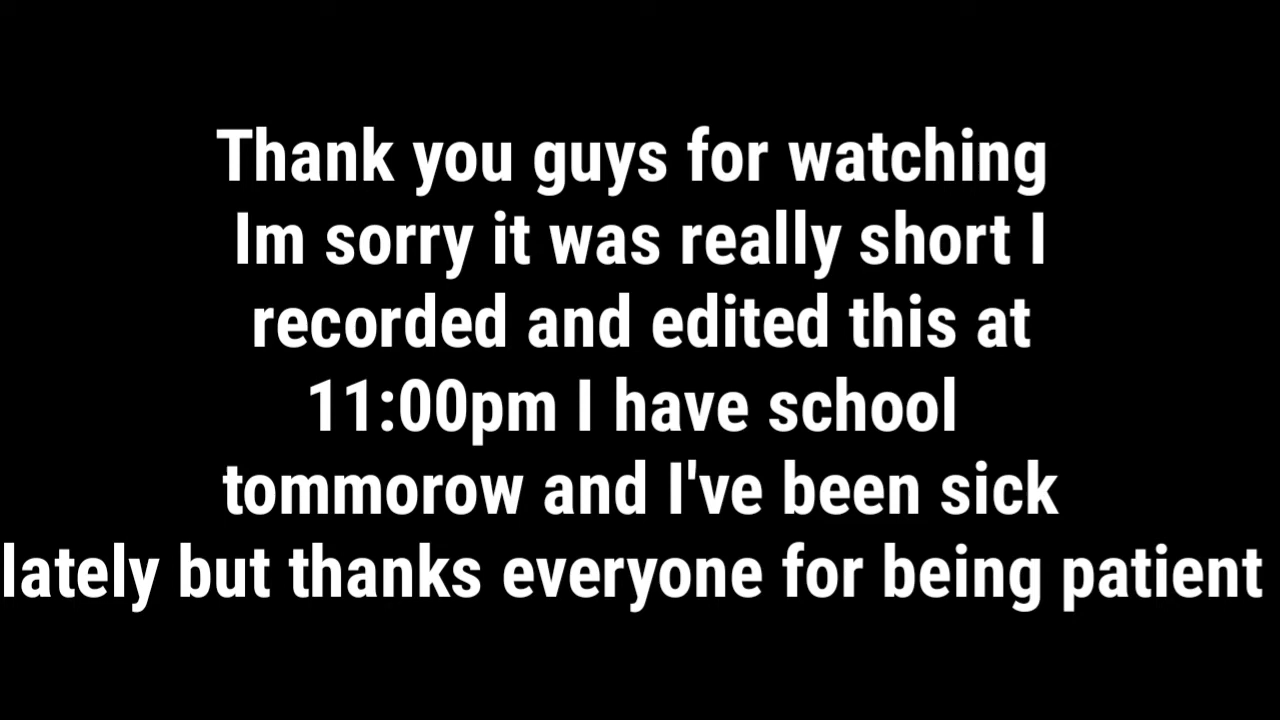 Thank you guys for watching
Im sorry it was really short I
recorded and edited this at
11:00pm I have school
tommorow and I've been sick
lately but thanks everyone for being patient